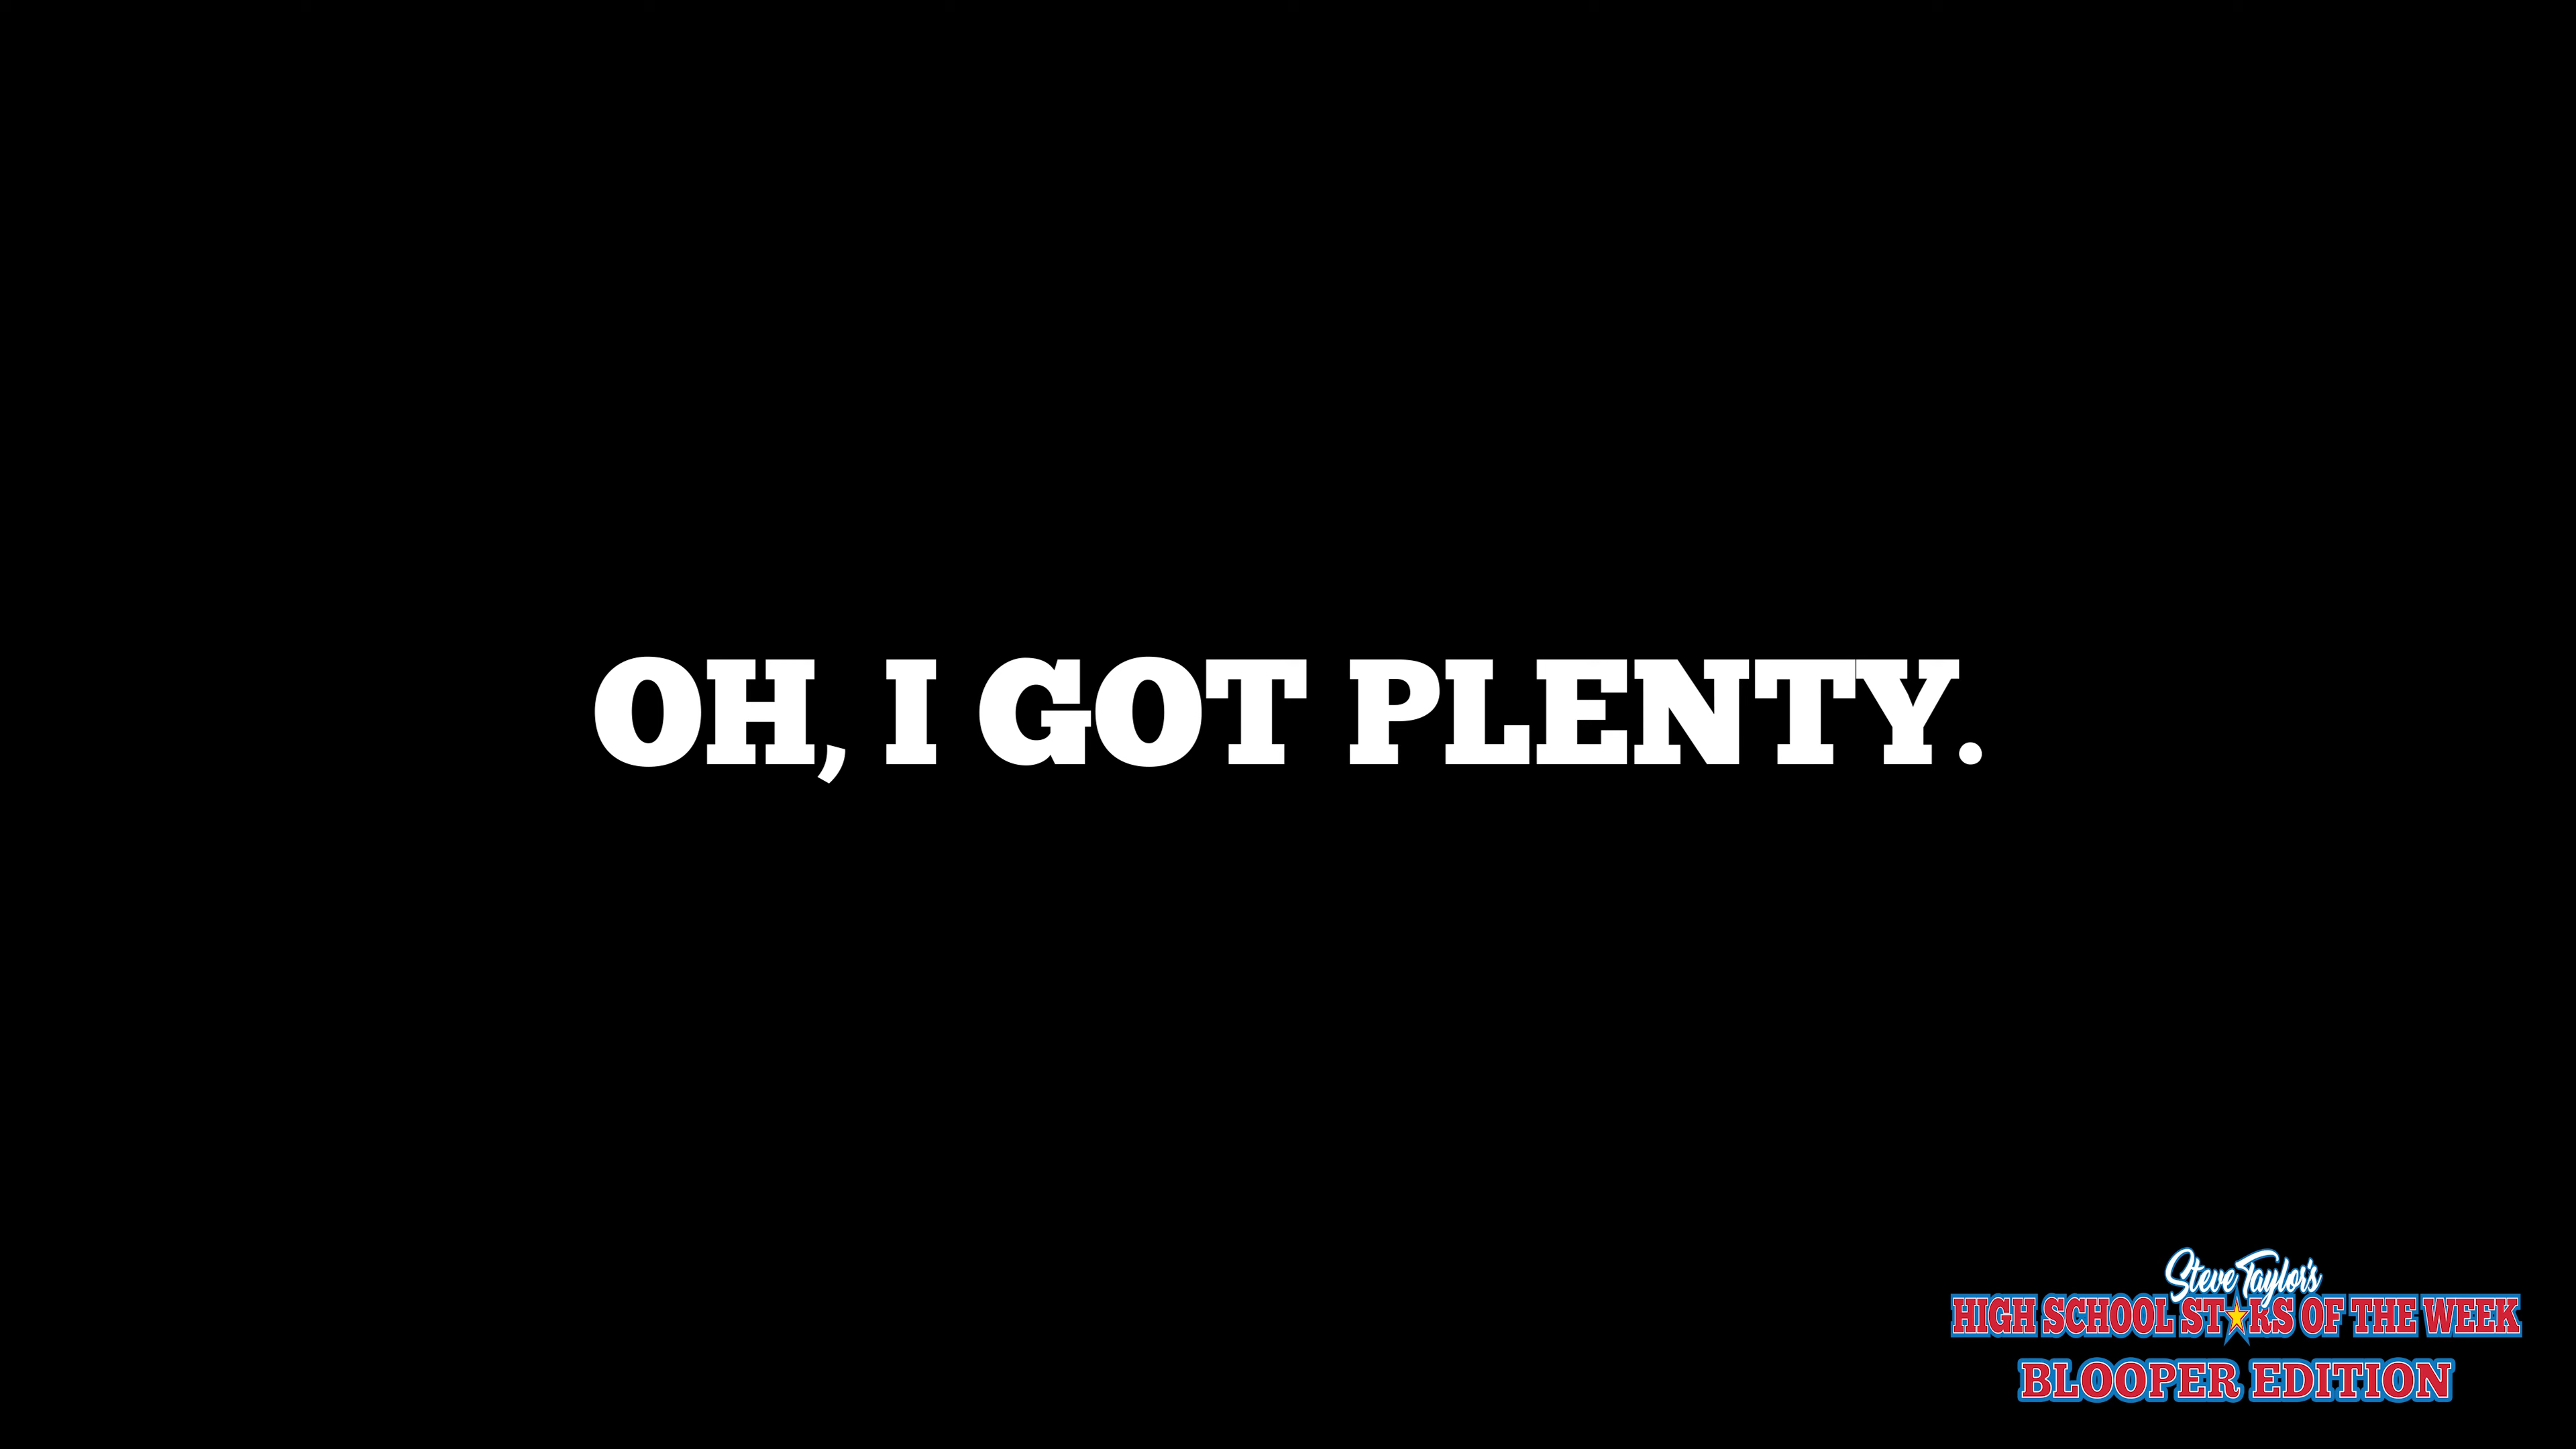 OH, I GOT PLENTY.
Steve Taylor's
HIGH SCHOOL STARS OF THE WEEK
BLOOPER EDITION